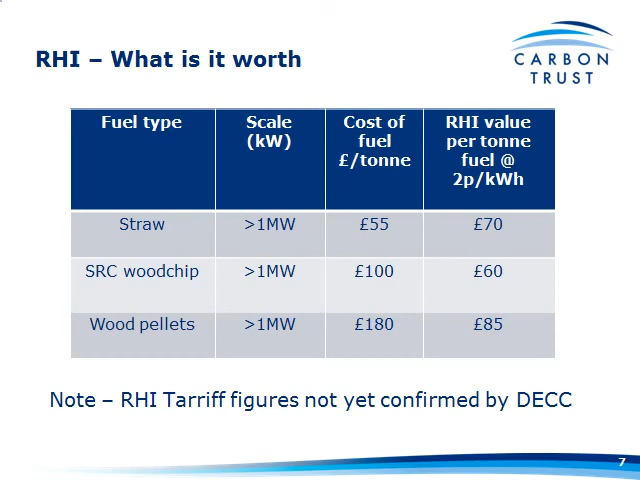 RHI – What is it worth
CARBON
TRUST
Fuel type
Scale
(kW)
Cost of
fuel
£/tonne
RHI value
per tonne
fuel @
2p/kWh
Straw
>1MW
£55
£70
SRC woodchip
>1MW
£100
£60
Wood pellets
>1MW
£180
£85
Note – RHI Tarriff figures not yet confirmed by DECC
7